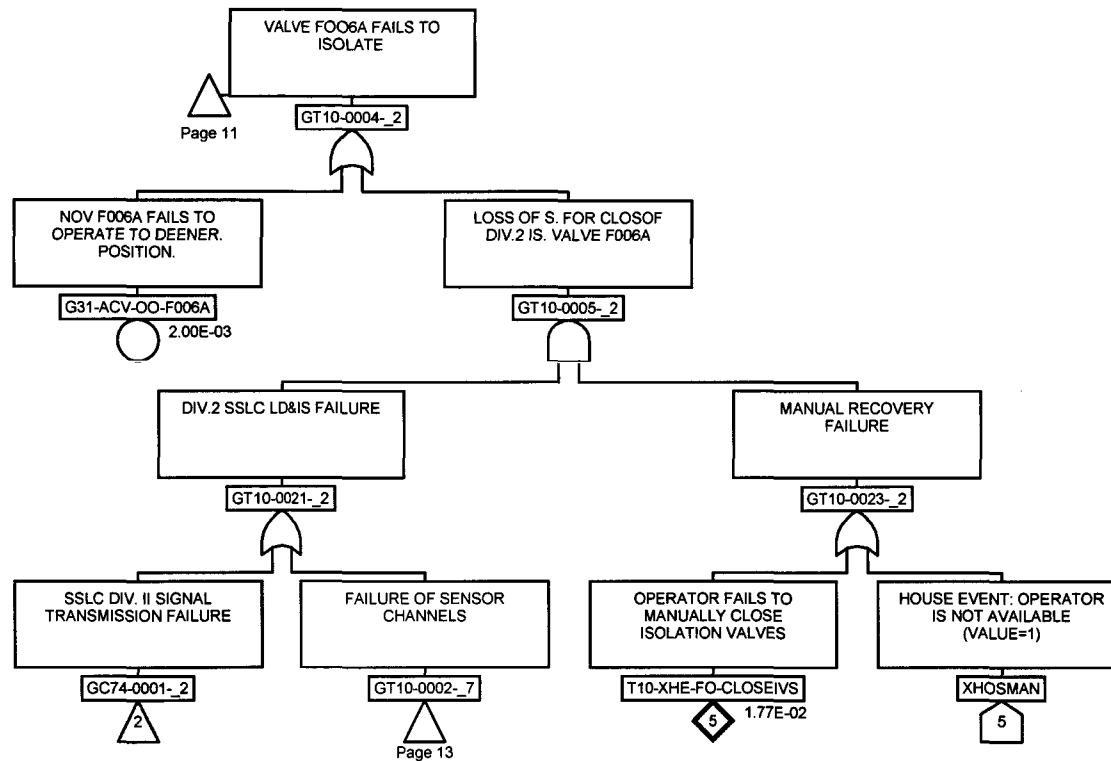 VALVE FOO6A FAILS TO
ISOLATE
Page 11
GT10-0004-_2
NOV F006A FAILS TO
OPERATE TO DEENER.
POSITION.
G31-ACV-OO-F006A
2.00E-03
LOSS OF S. FOR CLOSOF
DIV.2 IS. VALVE F006A
GT10-0005-_2
DIV.2 SSLC LD&IS FAILURE
GT10-0021-_2
MANUAL RECOVERY
FAILURE
GT10-0023-_2
SSLC DIV. II SIGNAL
TRANSMISSION FAILURE
GC74-0001-_2
2
FAILURE OF SENSOR
CHANNELS
GT10-0002-_7
Page 13
OPERATOR FAILS TO
MANUALLY CLOSE
ISOLATION VALVES
T10-XHE-FO-CLOSEIVS
5
1.77E-02
HOUSE EVENT: OPERATOR
IS NOT AVAILABLE
(VALUE=1)
XHOSMAN
5